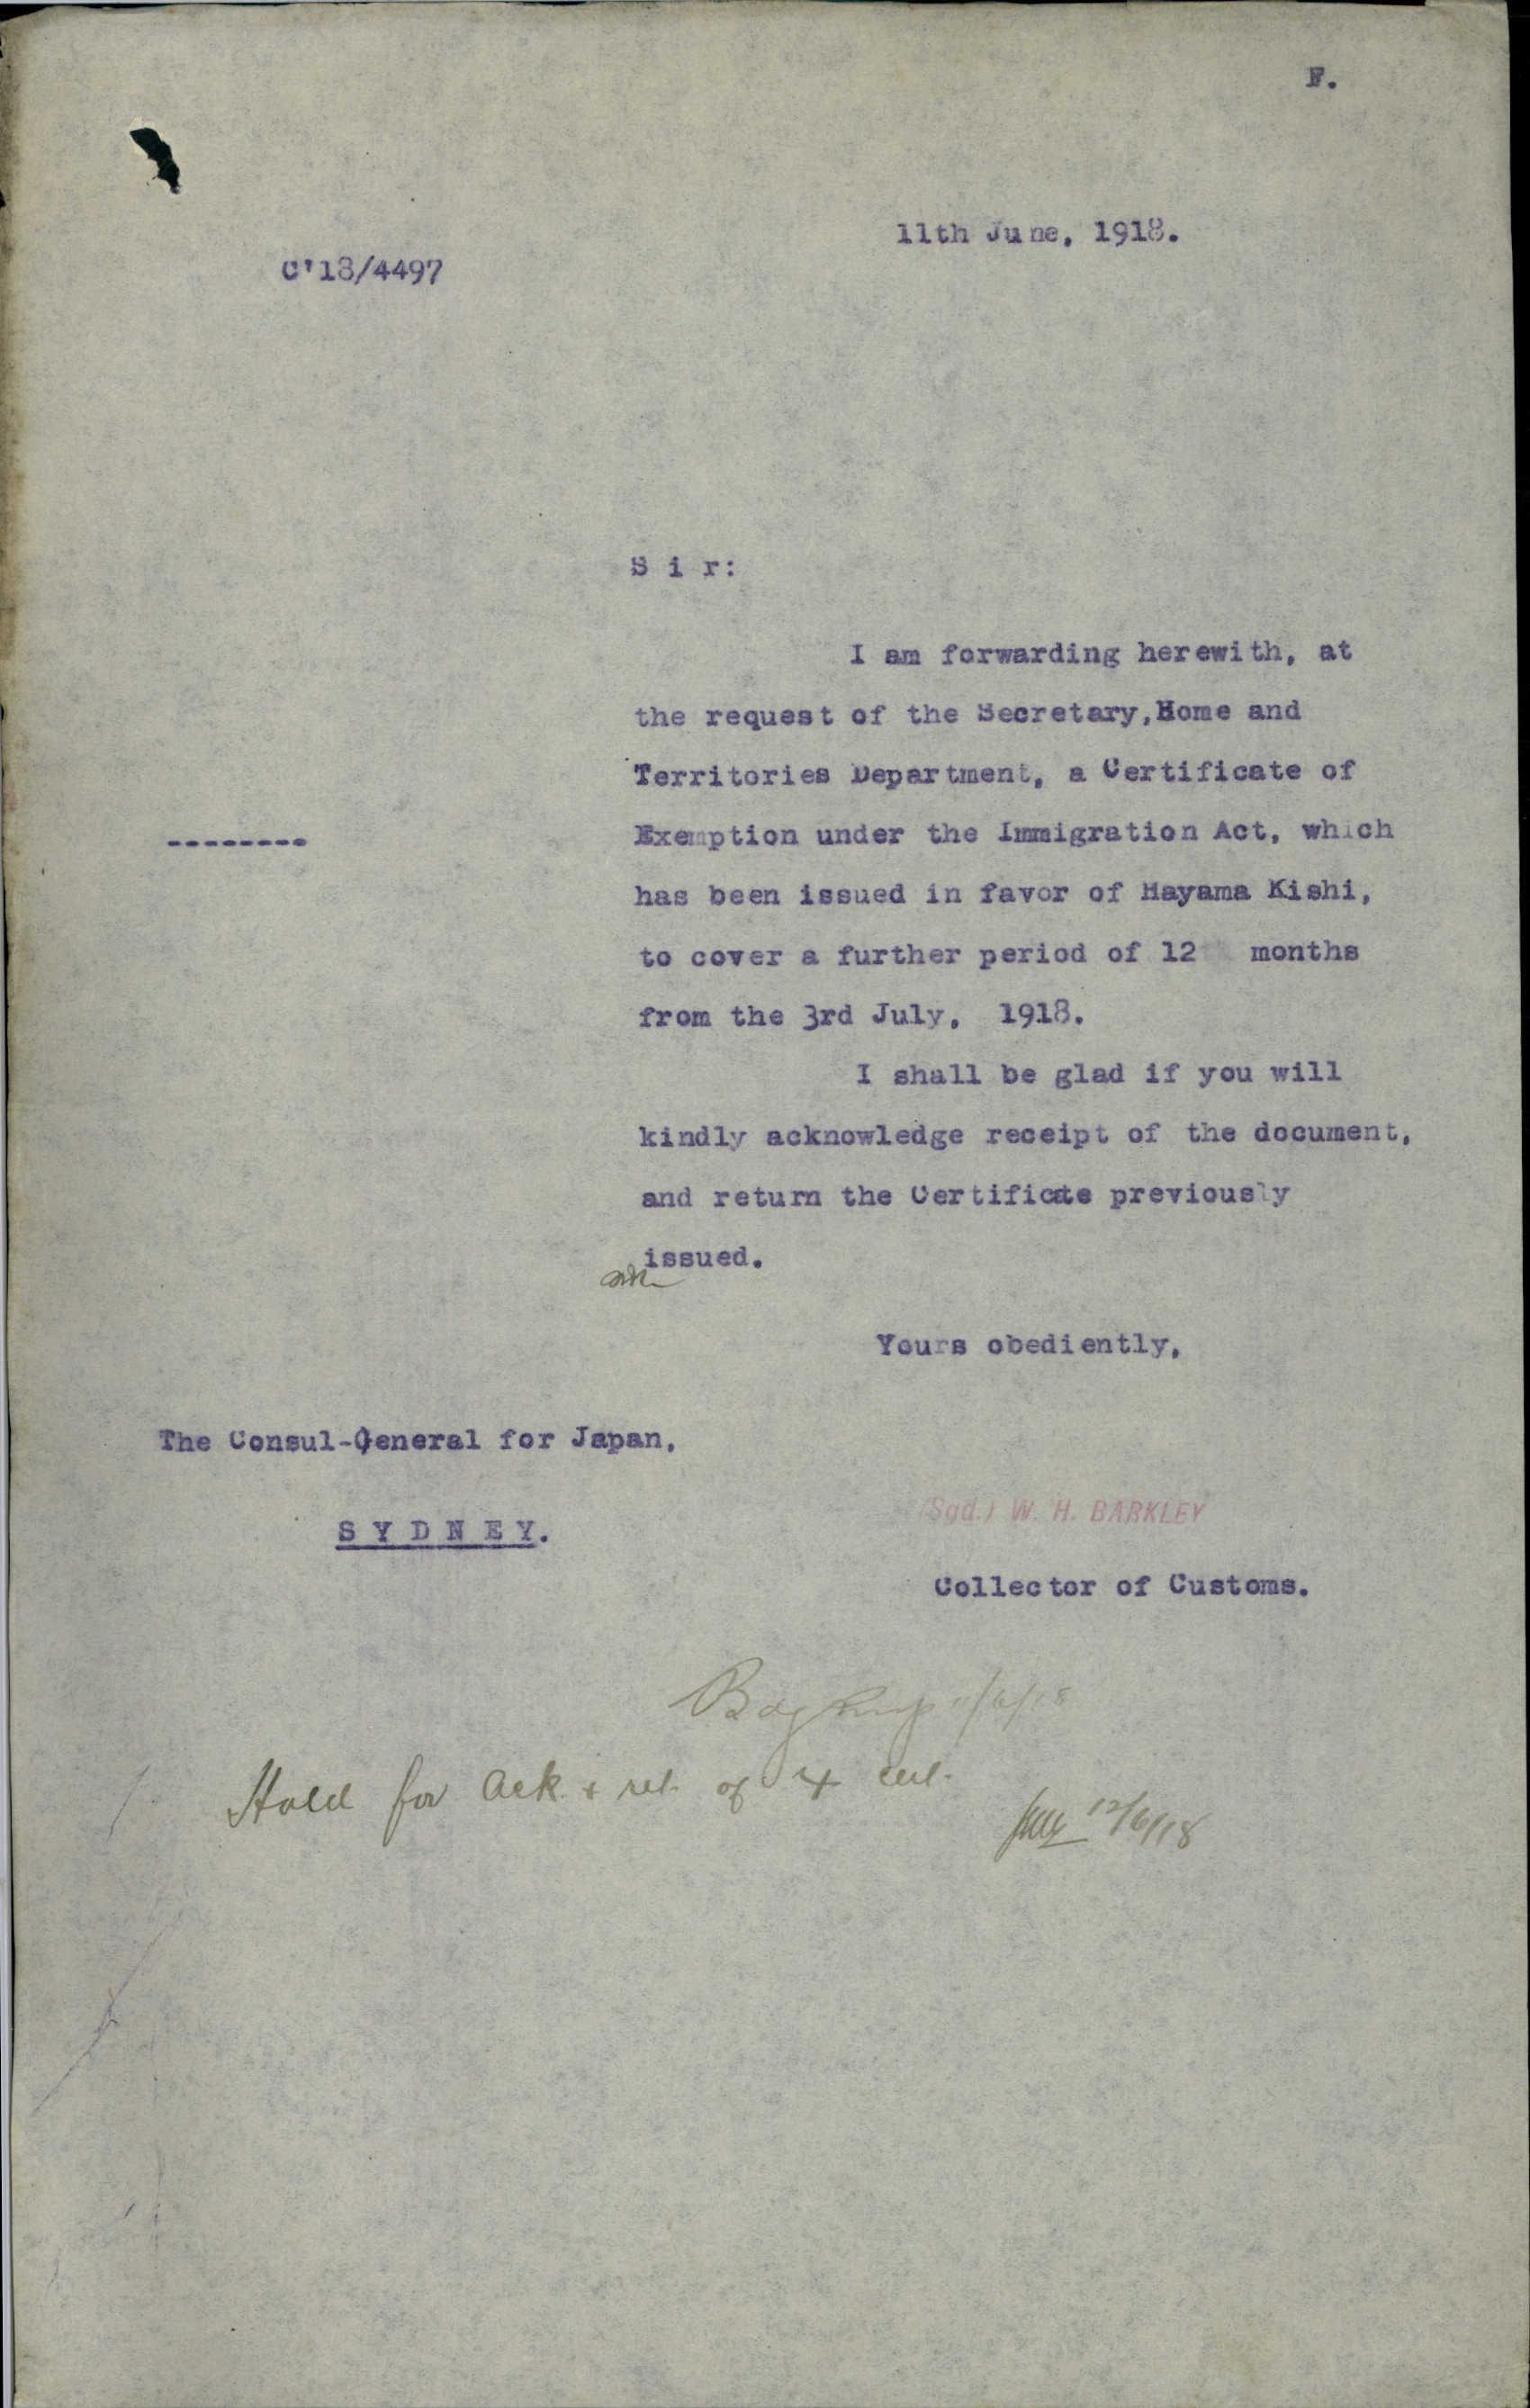 F.
11th June, 1918.
C'18/4497
S i r:
I am forwarding herewith, at
the request of the Secretary,Home and
Territories Department, a Certificate of
Exemption under the Immigration Act, which
--------
has been issued in favor of Hayama Kishi,
to cover a further period of 12 months
from the 3rd July, 1918.
I shall be glad if you will
kindly acknowledge receipt of the document,
and return the Certificate previously
issued.
Yours obediently,
The Consul-General for Japan,
(Sgd.) W. H. BARKLEY
S Y D N E Y.
Collector of Customs.
11/6/18
Hold for Ack. & ret. of
12/6/18